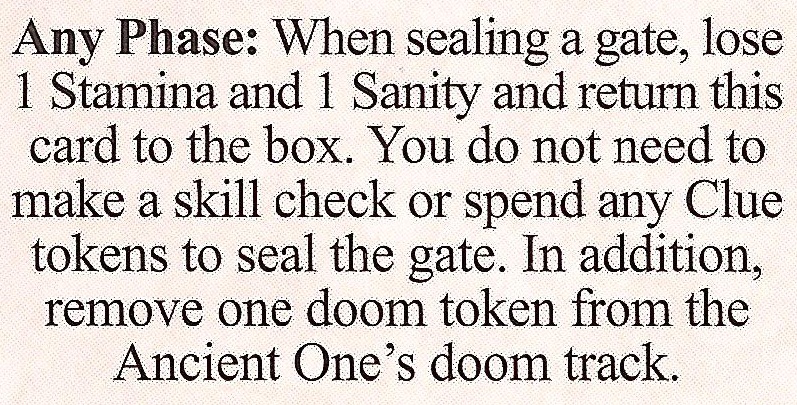 Any Phase: When sealing a gate, lose
1 Stamina and 1 Sanity and return this
card to the box. You do not need to
make a skill check or spend any Clue
tokens to seal the gate. In addition,
remove one doom token from the
Ancient One's doom track.